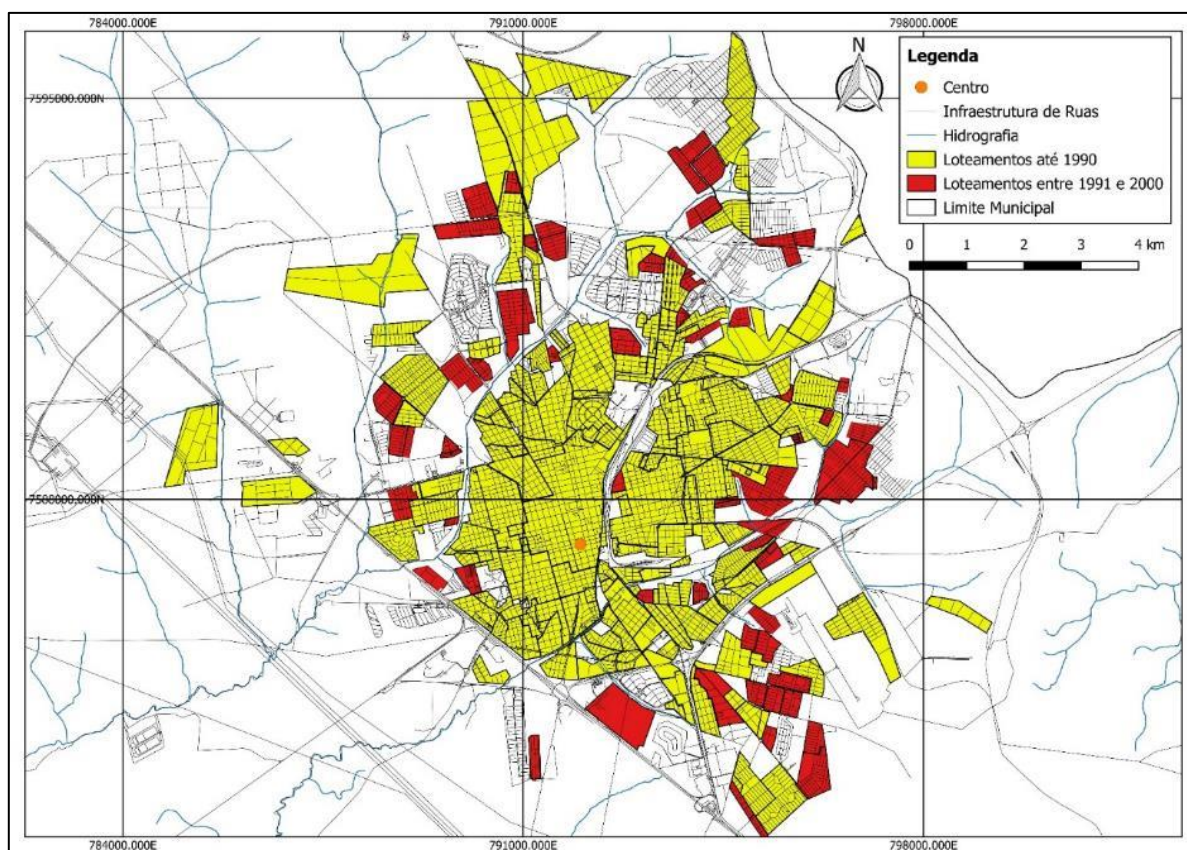 784000.000E 791000.000E 798000.000E
N
Legenda
Centro
Infraestrutura de Ruas
Hidrografia
Loteamentos até 1990
Loteamentos entre 1991 e 2000
Limite Municipal
0 1 2 3 4 km
7595000.000N
7588000.000N
784000.000E 791000.000E 798000.000E